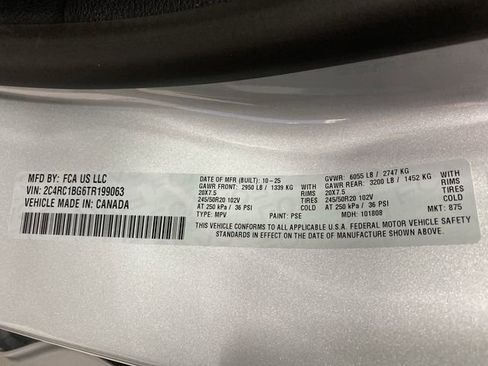 MFD BY: FCA US LLC
VIN: 2C4RC1BG6TR199063
VEHICLE MADE IN: CANADA
DATE OF MFR (BUILT): 10-25 GVWR: 6055 LB / 2747 KG
GAWR FRONT: 2950 LB / 1339 KG GAWR REAR: 3200 LB / 1452 KG
20X7.5 RIMS 20X7.5 RIMS
245/50R20 102V TIRES 245/50R20 102V TIRES
AT 250 kPa / 36 PSI COLD AT 250 kPa / 36 PSI COLD
TYPE: MPV PAINT: PSE MDH: 101808 MKT: 875
THIS VEHICLE CONFORMS TO ALL APPLICABLE U.S.A. FEDERAL MOTOR VEHICLE SAFETY
STANDARDS IN EFFECT ON THE DATE OF MANUFACTURE SHOWN ABOVE.